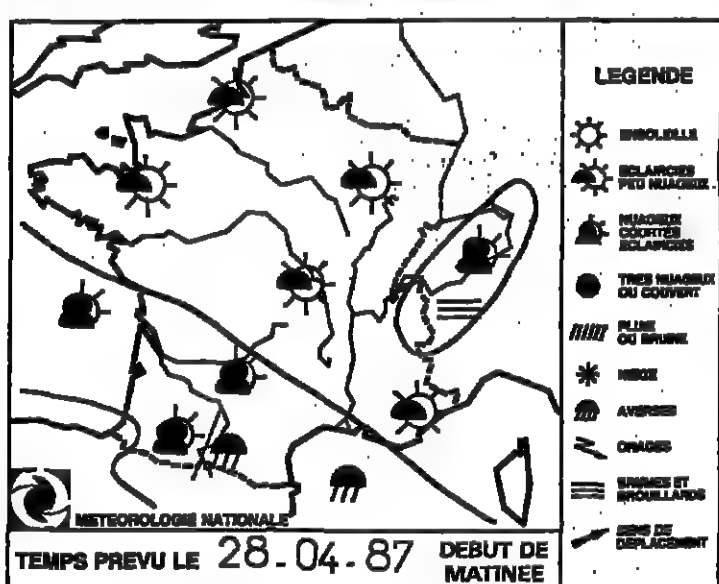 LEGENDE
ENSOLEILLE
ECLAIRCIES
PEU NUAGEUX
NUAGEUX
COURTES
ECLAIRCIES
TRES NUAGEUX
OU COUVERT
PLUIE
OU BRUINE
NEIGE
AVERSES
ORAGES
BRUMES ET
BROUILLARDS
SENS DE
DEPLACEMENT
METEOROLOGIE NATIONALE
TEMPS PREVU LE 28-04-87 DEBUT DE
MATINEE